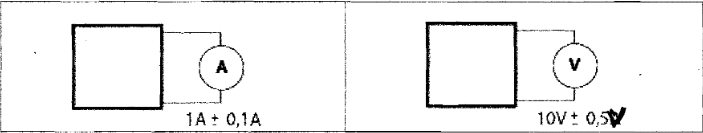 A
1A ± 0,1A
V
10V ± 0,5V